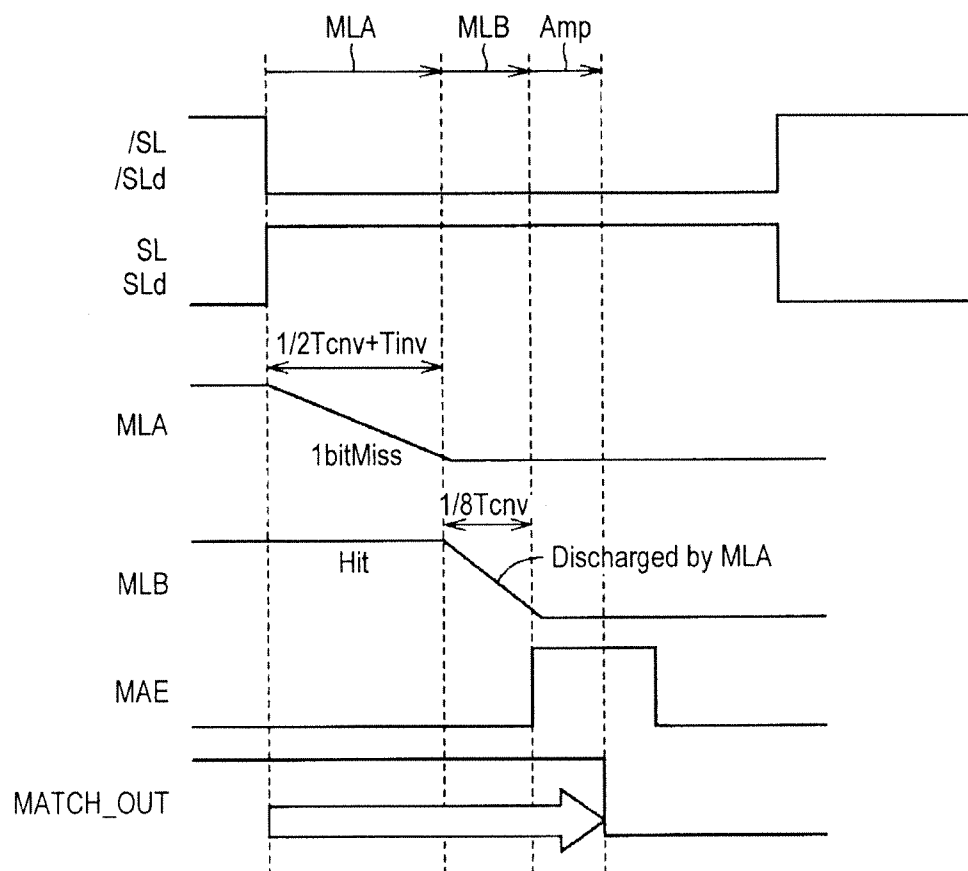 MLA MLB Amp
/SL
/SLd
SL
SLd
1/2Tcnv+Tinv
MLA
1bitMiss
1/8Tcnv
Hit
Discharged by MLA
MLB
MAE
MATCH_OUT